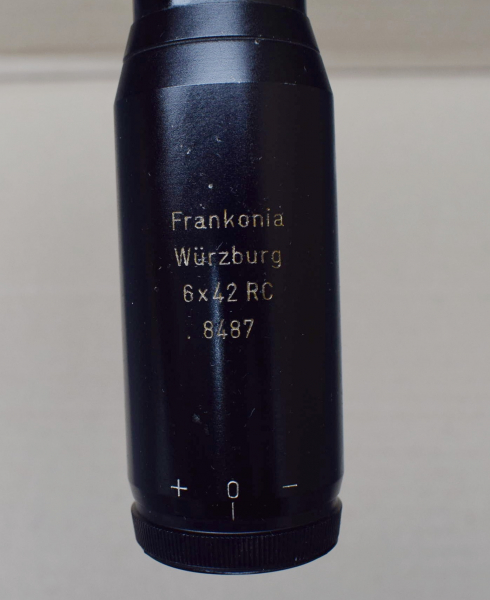 Frankonia
Würzburg
6x42 RC
8487
+ 0 -